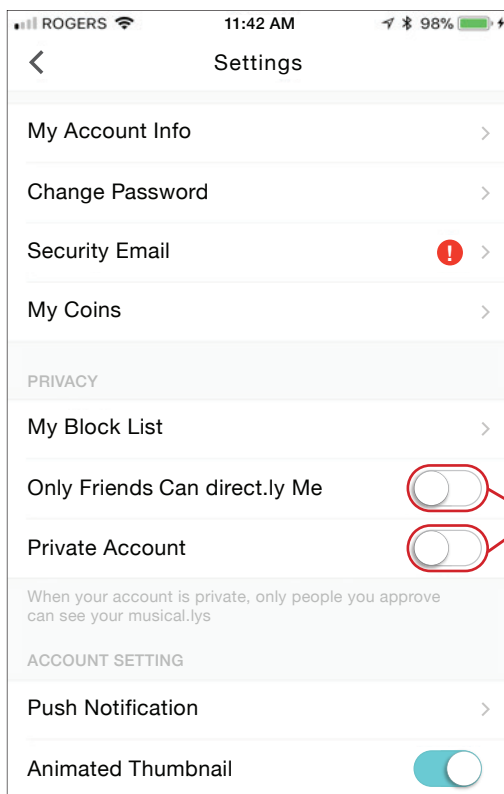 ROGERS 11:42 AM 98%
Settings
My Account Info
Change Password
Security Email !
My Coins
PRIVACY
My Block List
Only Friends Can direct.ly Me
Private Account
When your account is private, only people you approve
can see your musical.lys
ACCOUNT SETTING
Push Notification
Animated Thumbnail